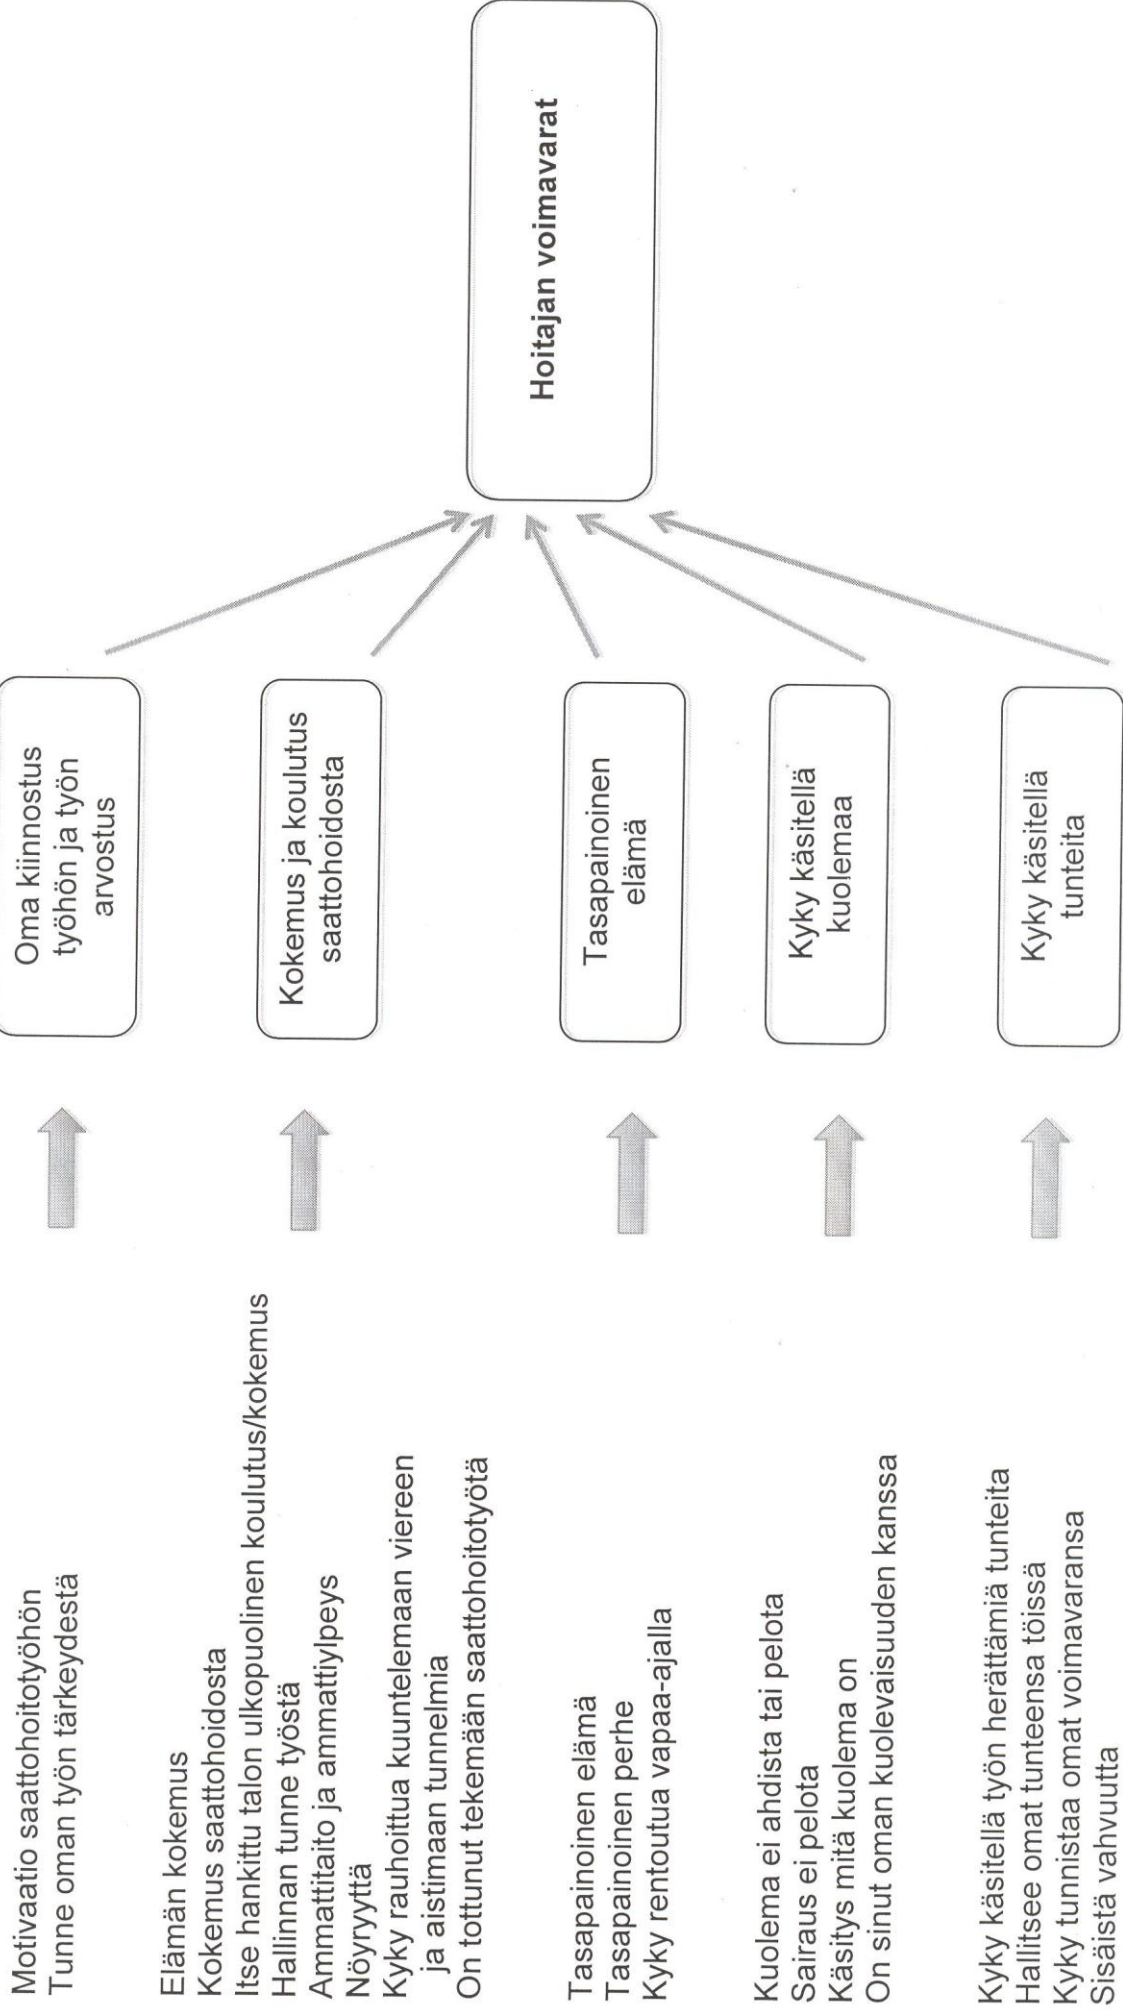 Motivaatio saattohoitotyöhön
Tunne oman työn tärkeydestä
Elämän kokemus
Kokemus saattohoidosta
Itse hankittu talon ulkopuolinen koulutus/kokemus
Hallinnan tunne työstä
Ammattitaito ja ammattiylpeys
Nöyryyttä
Kyky rauhoittua kuuntelemaan viereen
ja aistimaan tunnelmia
On tottunut tekemään saattohoitotyötä
Tasapainoinen elämä
Tasapainoinen perhe
Kyky rentoutua vapaa-ajalla
Kuolema ei ahdista tai pelota
Sairaus ei pelota
Käsitys mitä kuolema on
On sinut oman kuolevaisuuden kanssa
Kyky käsitellä työn herättämiä tunteita
Hallitsee omat tunteensa töissä
Kyky tunnistaa omat voimavaransa
Sisäistä vahvuutta
Oma kiinnostus
työhön ja työn
arvostus
Kokemus ja koulutus
saattohoidosta
Tasapainoinen
elämä
Kyky käsitellä
kuolemaa
Kyky käsitellä
tunteita
Hoitajan voimavarat